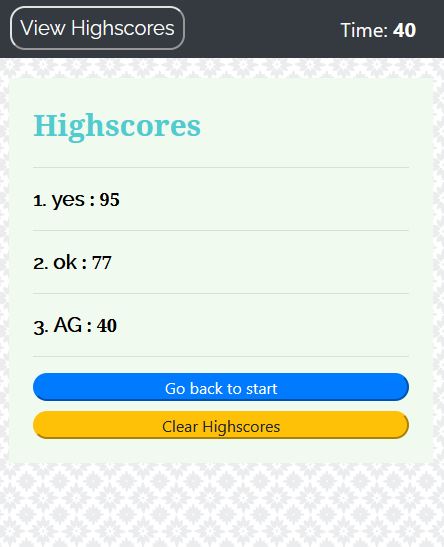 View Highscores
Time: 40
Highscores
1. yes : 95
2. ok : 77
3. AG : 40
Go back to start
Clear Highscores